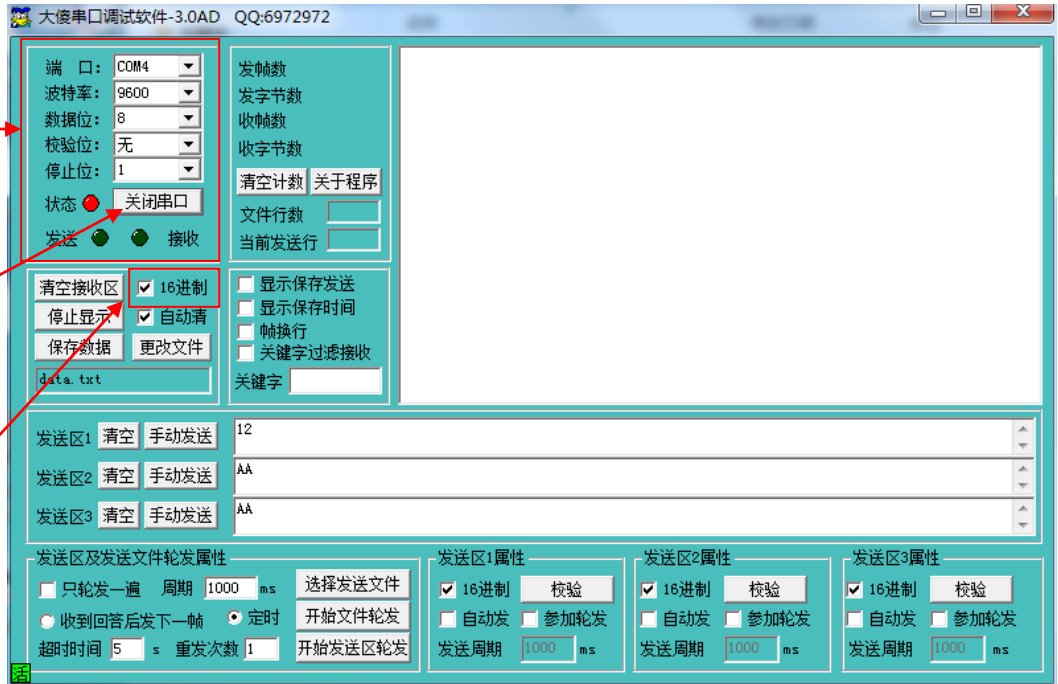 大傻串口调试软件-3.0AD QQ:6972972
端 口: COM4
波特率: 9600
数据位: 8
校验位: 无
停止位: 1
状态 关闭串口
发送 接收
发帧数
发字节数
收帧数
收字节数
清空计数 关于程序
文件行数
当前发送行
清空接收区 16进制
停止显示 自动清
保存数据 更改文件
data.txt
显示保存发送
显示保存时间
帧换行
关键字过滤接收
关键字
发送区1 清空 手动发送 12
发送区2 清空 手动发送 AA
发送区3 清空 手动发送 AA
发送区及发送文件轮发属性
只轮发一遍 周期 1000 ms 选择发送文件
收到回答后发下一帧 定时 开始文件轮发
超时时间 5 s 重发次数 1 开始发送区轮发
发送区1属性
16进制 校验
自动发 参加轮发
发送周期 1000 ms
发送区2属性
16进制 校验
自动发 参加轮发
发送周期 1000 ms
发送区3属性
16进制 校验
自动发 参加轮发
发送周期 1000 ms
活